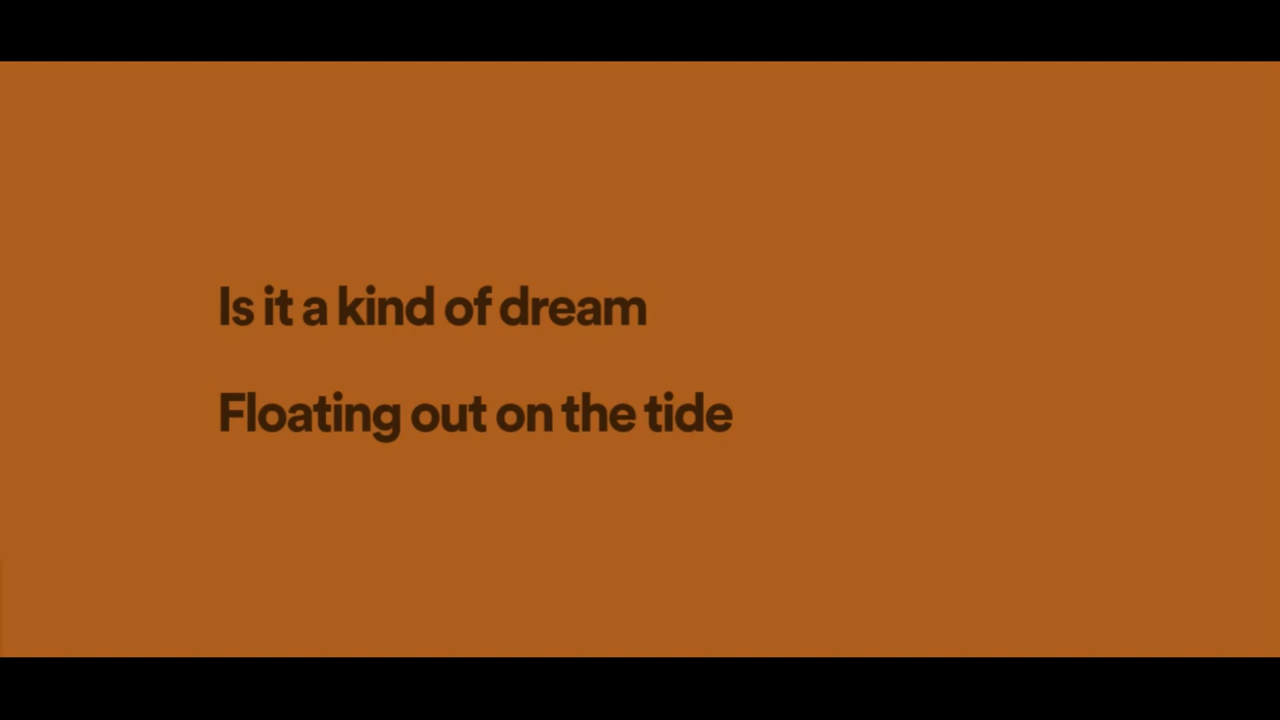 Is it a kind of dream
Floating out on the tide